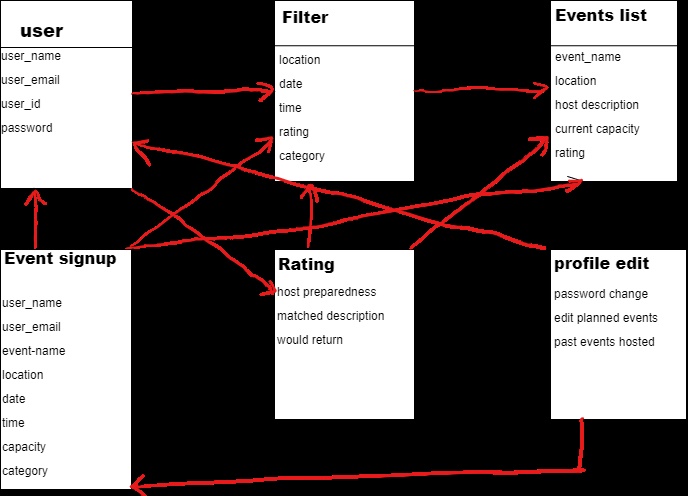 user
user_name
user_email
user_id
password
Filter
location
date
time
rating
category
Events list
event_name
location
host description
current capacity
rating
Event signup
user_name
user_email
event-name
location
date
time
capacity
category
Rating
host preparedness
matched description
would return
profile edit
password change
edit planned events
past events hosted